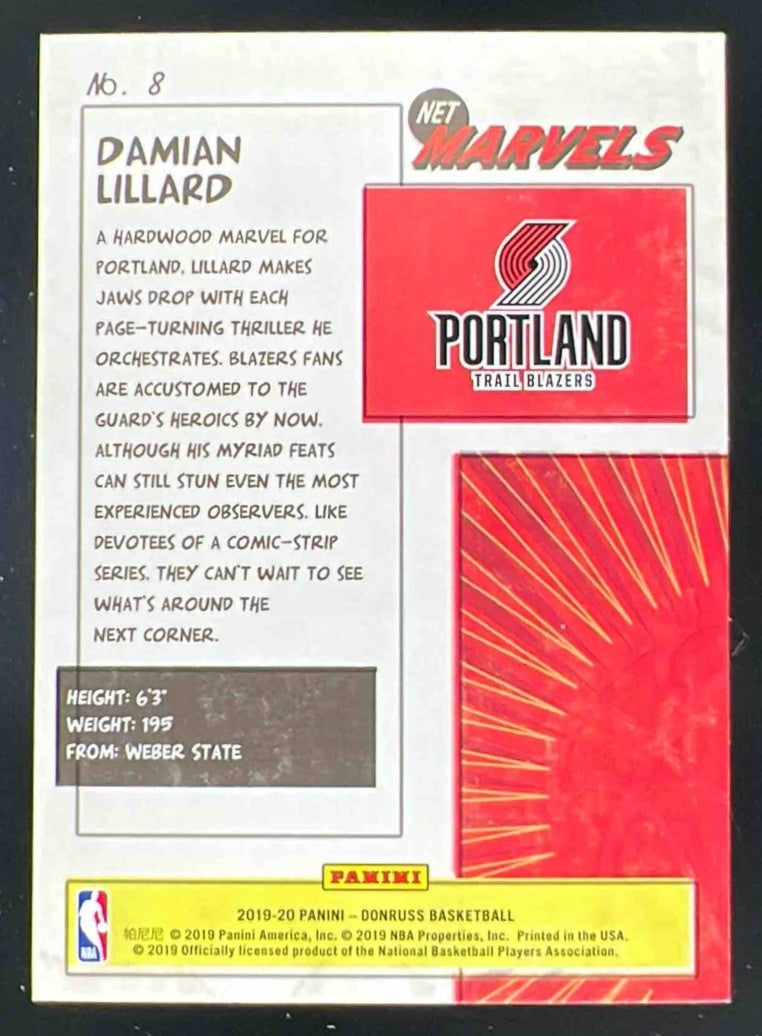 No. 8
NET
MARVELS
DAMIAN
LILLARD
A HARDWOOD MARVEL FOR
PORTLAND, LILLARD MAKES
JAWS DROP WITH EACH
PAGE-TURNING THRILLER HE
ORCHESTRATES. BLAZERS FANS
ARE ACCUSTOMED TO THE
GUARD'S HEROICS BY NOW,
ALTHOUGH HIS MYRIAD FEATS
CAN STILL STUN EVEN THE MOST
EXPERIENCED OBSERVERS. LIKE
DEVOTEES OF A COMIC-STRIP
SERIES, THEY CAN'T WAIT TO SEE
WHAT'S AROUND THE
NEXT CORNER.
PORTLAND
TRAIL BLAZERS
HEIGHT: 6'3"
WEIGHT: 195
FROM: WEBER STATE
PANINI
2019-20 PANINI – DONRUSS BASKETBALL
帕尼尼 © 2019 Panini America, Inc. © 2019 NBA Properties, Inc. Printed in the USA.
© 2019 Officially licensed product of the National Basketball Players Association.
NBA